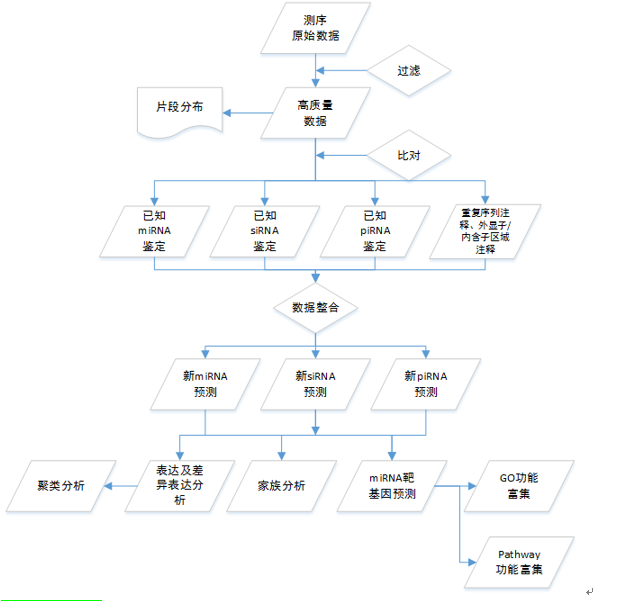 测序
原始数据
过滤
片段分布
高质量
数据
比对
已知
miRNA
鉴定
已知
siRNA
鉴定
已知
piRNA
鉴定
重复序列注
释、外显子/
内含子区域
注释
数据整合
新miRNA
预测
新siRNA
预测
新piRNA
预测
聚类分析
表达及差
异表达分
析
家族分析
miRNA靶
基因预测
GO功能
富集
Pathway
功能富集